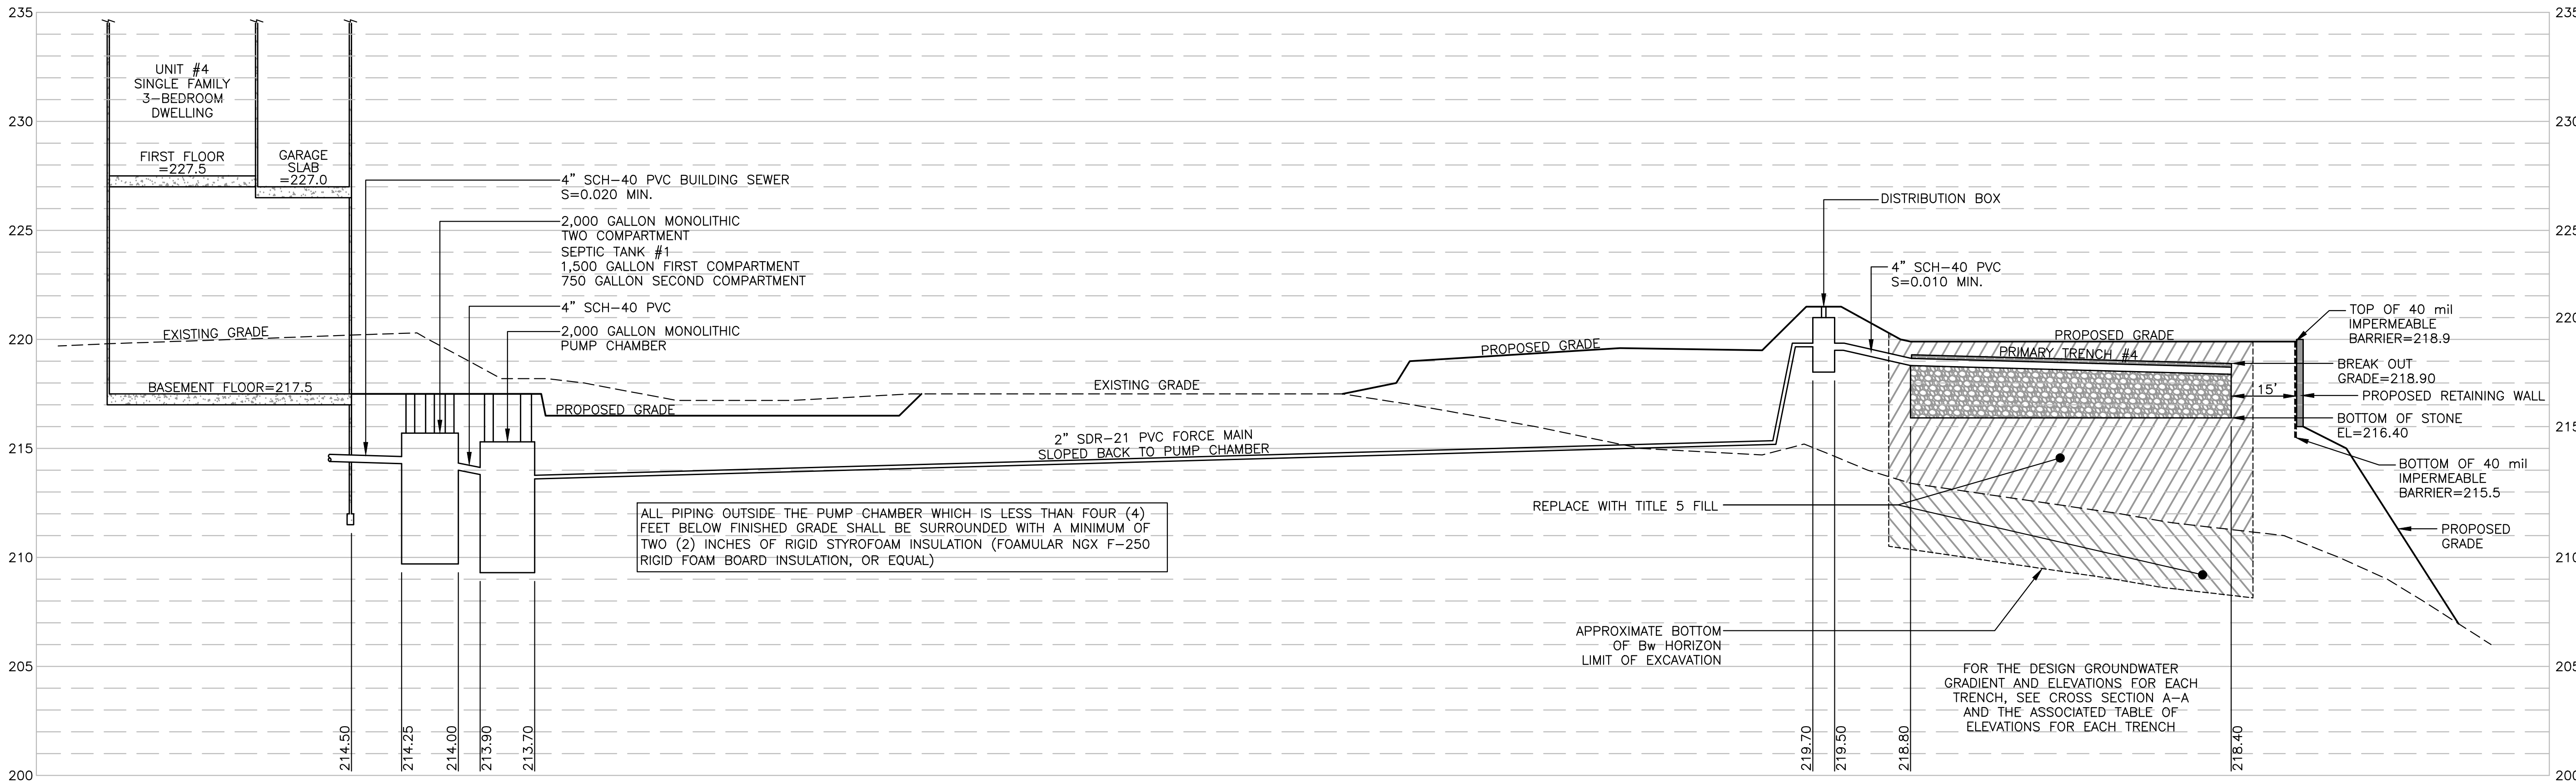 235
230
225
220
215
210
205
200
UNIT #4
SINGLE FAMILY
3-BEDROOM
DWELLING
FIRST FLOOR
=227.5
GARAGE
SLAB
=227.0
EXISTING GRADE
BASEMENT FLOOR=217.5
4" SCH-40 PVC BUILDING SEWER
S=0.020 MIN.
2,000 GALLON MONOLITHIC
TWO COMPARTMENT
SEPTIC TANK #1
1,500 GALLON FIRST COMPARTMENT
750 GALLON SECOND COMPARTMENT
4" SCH-40 PVC
2,000 GALLON MONOLITHIC
PUMP CHAMBER
PROPOSED GRADE
EXISTING GRADE
2" SDR-21 PVC FORCE MAIN
SLOPED BACK TO PUMP CHAMBER
ALL PIPING OUTSIDE THE PUMP CHAMBER WHICH IS LESS THAN FOUR (4)
FEET BELOW FINISHED GRADE SHALL BE SURROUNDED WITH A MINIMUM OF
TWO (2) INCHES OF RIGID STYROFOAM INSULATION (FOAMULAR NGX F-250
RIGID FOAM BOARD INSULATION, OR EQUAL)
PROPOSED GRADE
DISTRIBUTION BOX
4" SCH-40 PVC
S=0.010 MIN.
PROPOSED GRADE
PRIMARY TRENCH #4
15'
TOP OF 40 mil
IMPERMEABLE
BARRIER=218.9
BREAK OUT
GRADE=218.90
PROPOSED RETAINING WALL
BOTTOM OF STONE
EL=216.40
BOTTOM OF 40 mil
IMPERMEABLE
BARRIER=215.5
PROPOSED
GRADE
REPLACE WITH TITLE 5 FILL
APPROXIMATE BOTTOM
OF Bw HORIZON
LIMIT OF EXCAVATION
FOR THE DESIGN GROUNDWATER
GRADIENT AND ELEVATIONS FOR EACH
TRENCH, SEE CROSS SECTION A-A
AND THE ASSOCIATED TABLE OF
ELEVATIONS FOR EACH TRENCH
214.50
214.25
214.00
213.90
213.70
219.70
219.50
218.80
218.40
235
230
225
220
215
210
205
200